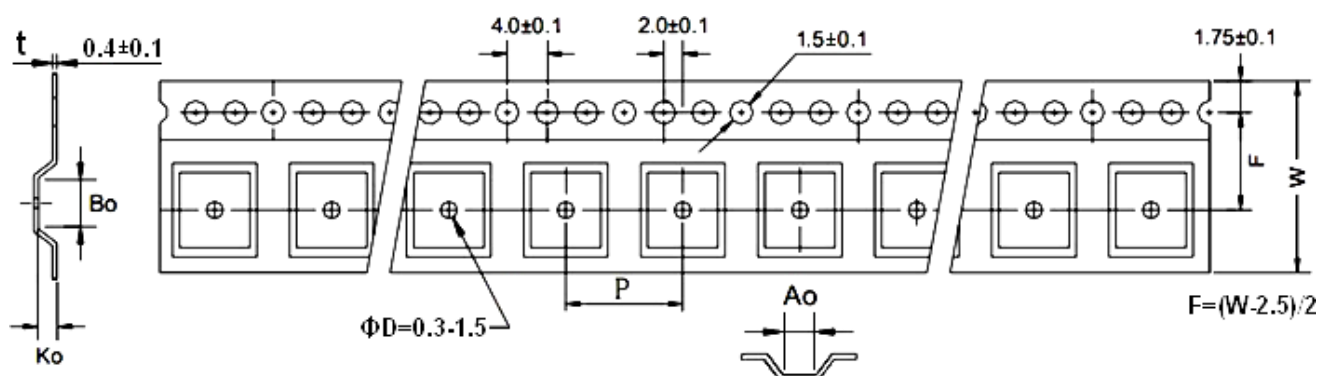 4.0±0.1
2.0±0.1
1.5±0.1
1.75±0.1
t
0.4±0.1
F
W
Bo
P
Ao
F=(W-2.5)/2
ΦD=0.3-1.5
Ko